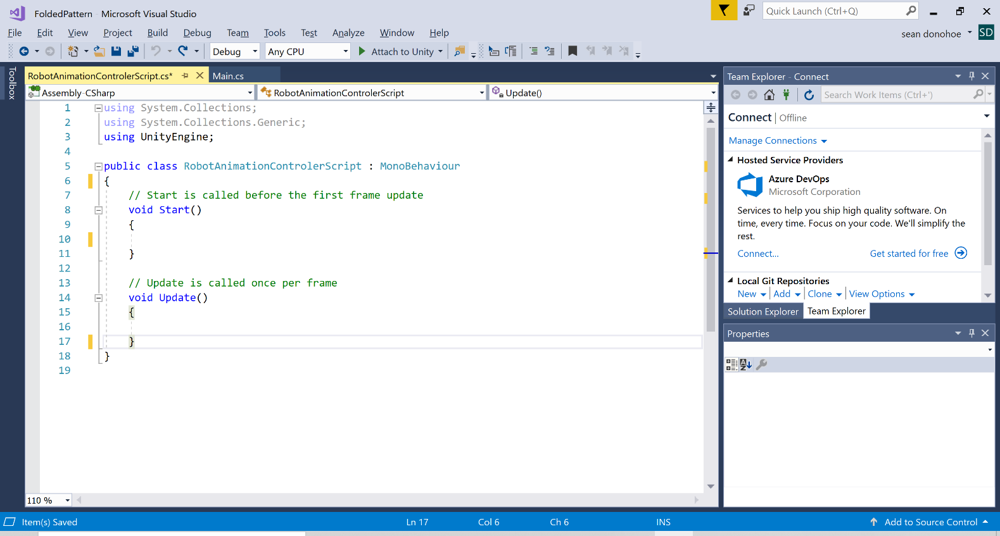 FoldedPattern - Microsoft Visual Studio
Quick Launch (Ctrl+Q)
File Edit View Project Build Debug Team Tools Test Analyze Window Help
sean donohoe SD
Debug Any CPU Attach to Unity
Toolbox
RobotAnimationControlerScript.cs* Main.cs
Assembly-CSharp RobotAnimationControlerScript Update()
1 using System.Collections;
2 using System.Collections.Generic;
3 using UnityEngine;
4
5 public class RobotAnimationControlerScript : MonoBehaviour
6 {
7 // Start is called before the first frame update
8 void Start()
9 {
10
11 }
12
13 // Update is called once per frame
14 void Update()
15 {
16
17 }
18 }
19
110 %
Team Explorer - Connect
Search Work Items (Ctrl+')
Connect | Offline
Manage Connections
Hosted Service Providers
Azure DevOps
Microsoft Corporation
Services to help you ship high quality software. On
time, every time. Focus on your code. We'll simplify the
rest.
Connect... Get started for free
Local Git Repositories
New Add Clone View Options
Solution Explorer Team Explorer
Properties
Item(s) Saved Ln 17 Col 6 Ch 6 INS Add to Source Control